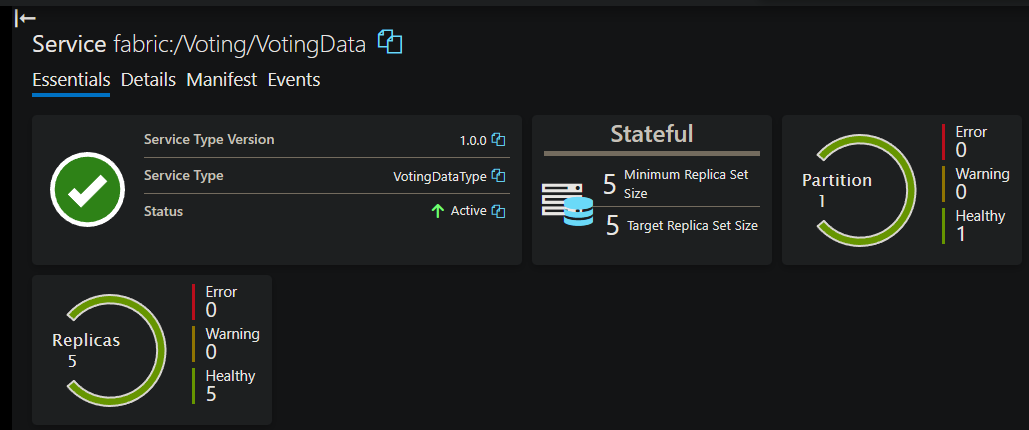 Service fabric:/Voting/VotingData
Essentials Details Manifest Events
Service Type Version 1.0.0
Service Type VotingDataType
Status Active
Stateful
5 Minimum Replica Set
Size
5 Target Replica Set Size
Partition
1
Error
0
Warning
0
Healthy
1
Replicas
5
Error
0
Warning
0
Healthy
5